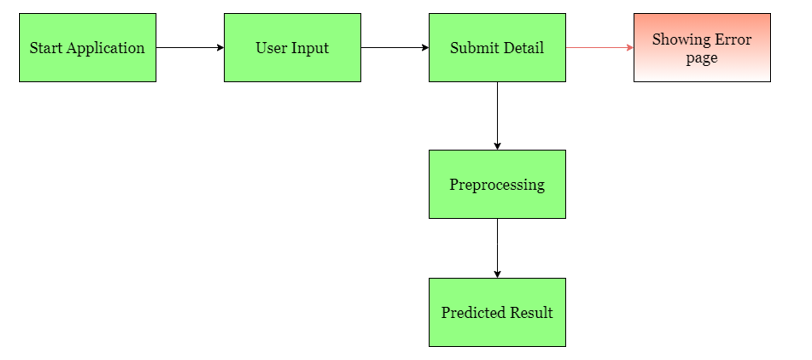 Start Application
User Input
Submit Detail
Showing Error
page
Preprocessing
Predicted Result